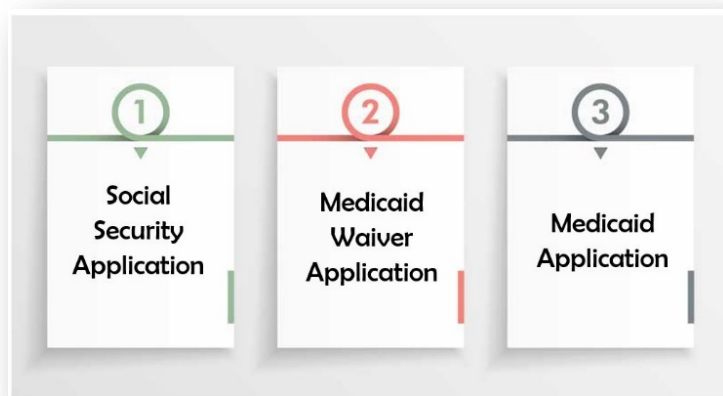 1
Social
Security
Application
2
Medicaid
Waiver
Application
3
Medicaid
Application